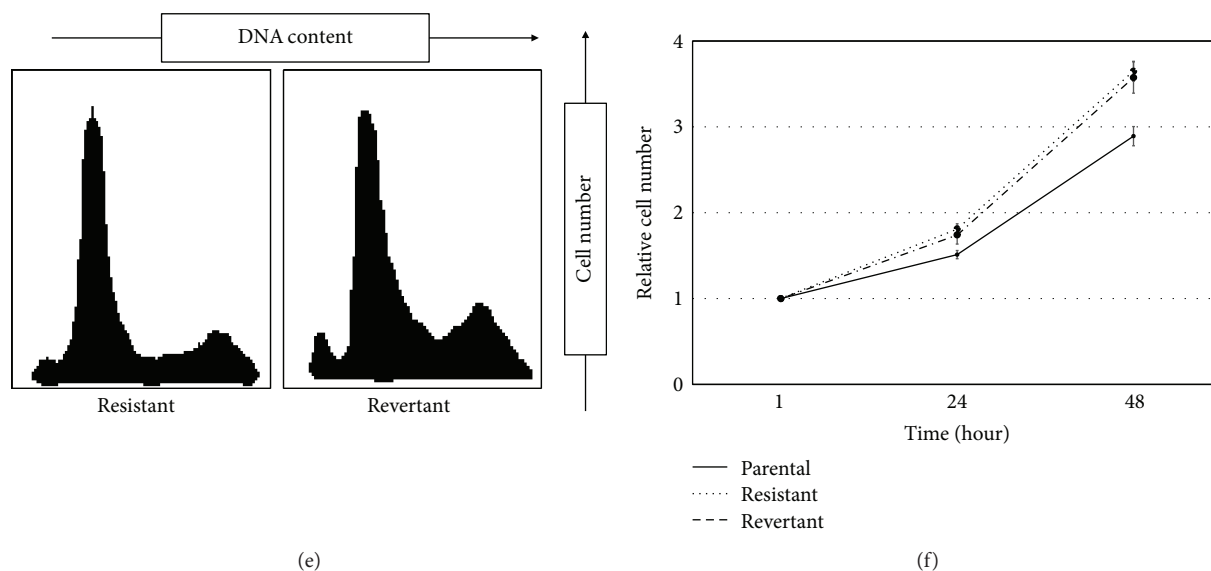 DNA content
Cell number
Resistant
Revertant
(e)
Relative cell number
4
3
2
1
0
1
24
48
Time (hour)
Parental
Resistant
Revertant
(f)